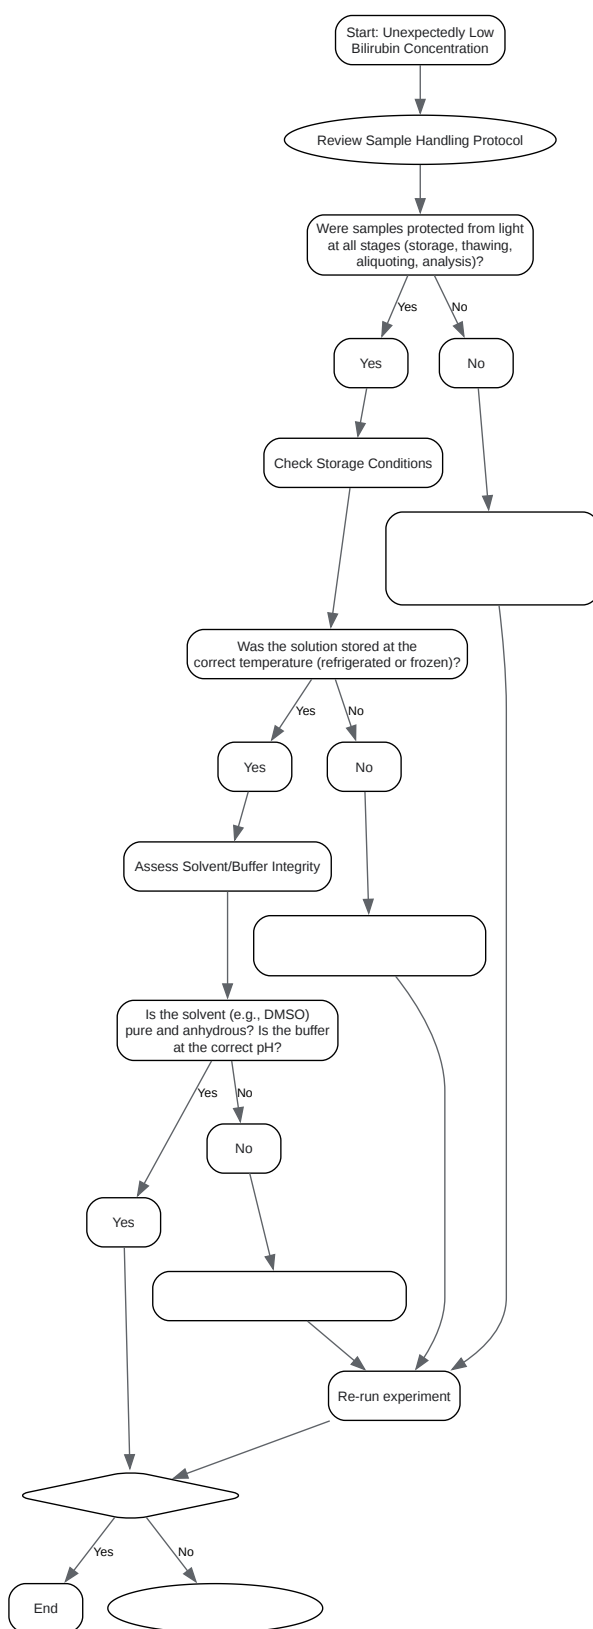 Start: Unexpectedly Low
Bilirubin Concentration
Review Sample Handling Protocol
Were samples protected from light
at all stages (storage, thawing,
aliquoting, analysis)?
Yes
No
Yes
No
Check Storage Conditions
Was the solution stored at the
correct temperature (refrigerated or frozen)?
Yes
No
Yes
No
Assess Solvent/Buffer Integrity
Is the solvent (e.g., DMSO)
pure and anhydrous? Is the buffer
at the correct pH?
Yes
No
No
Yes
Re-run experiment
Yes
No
End